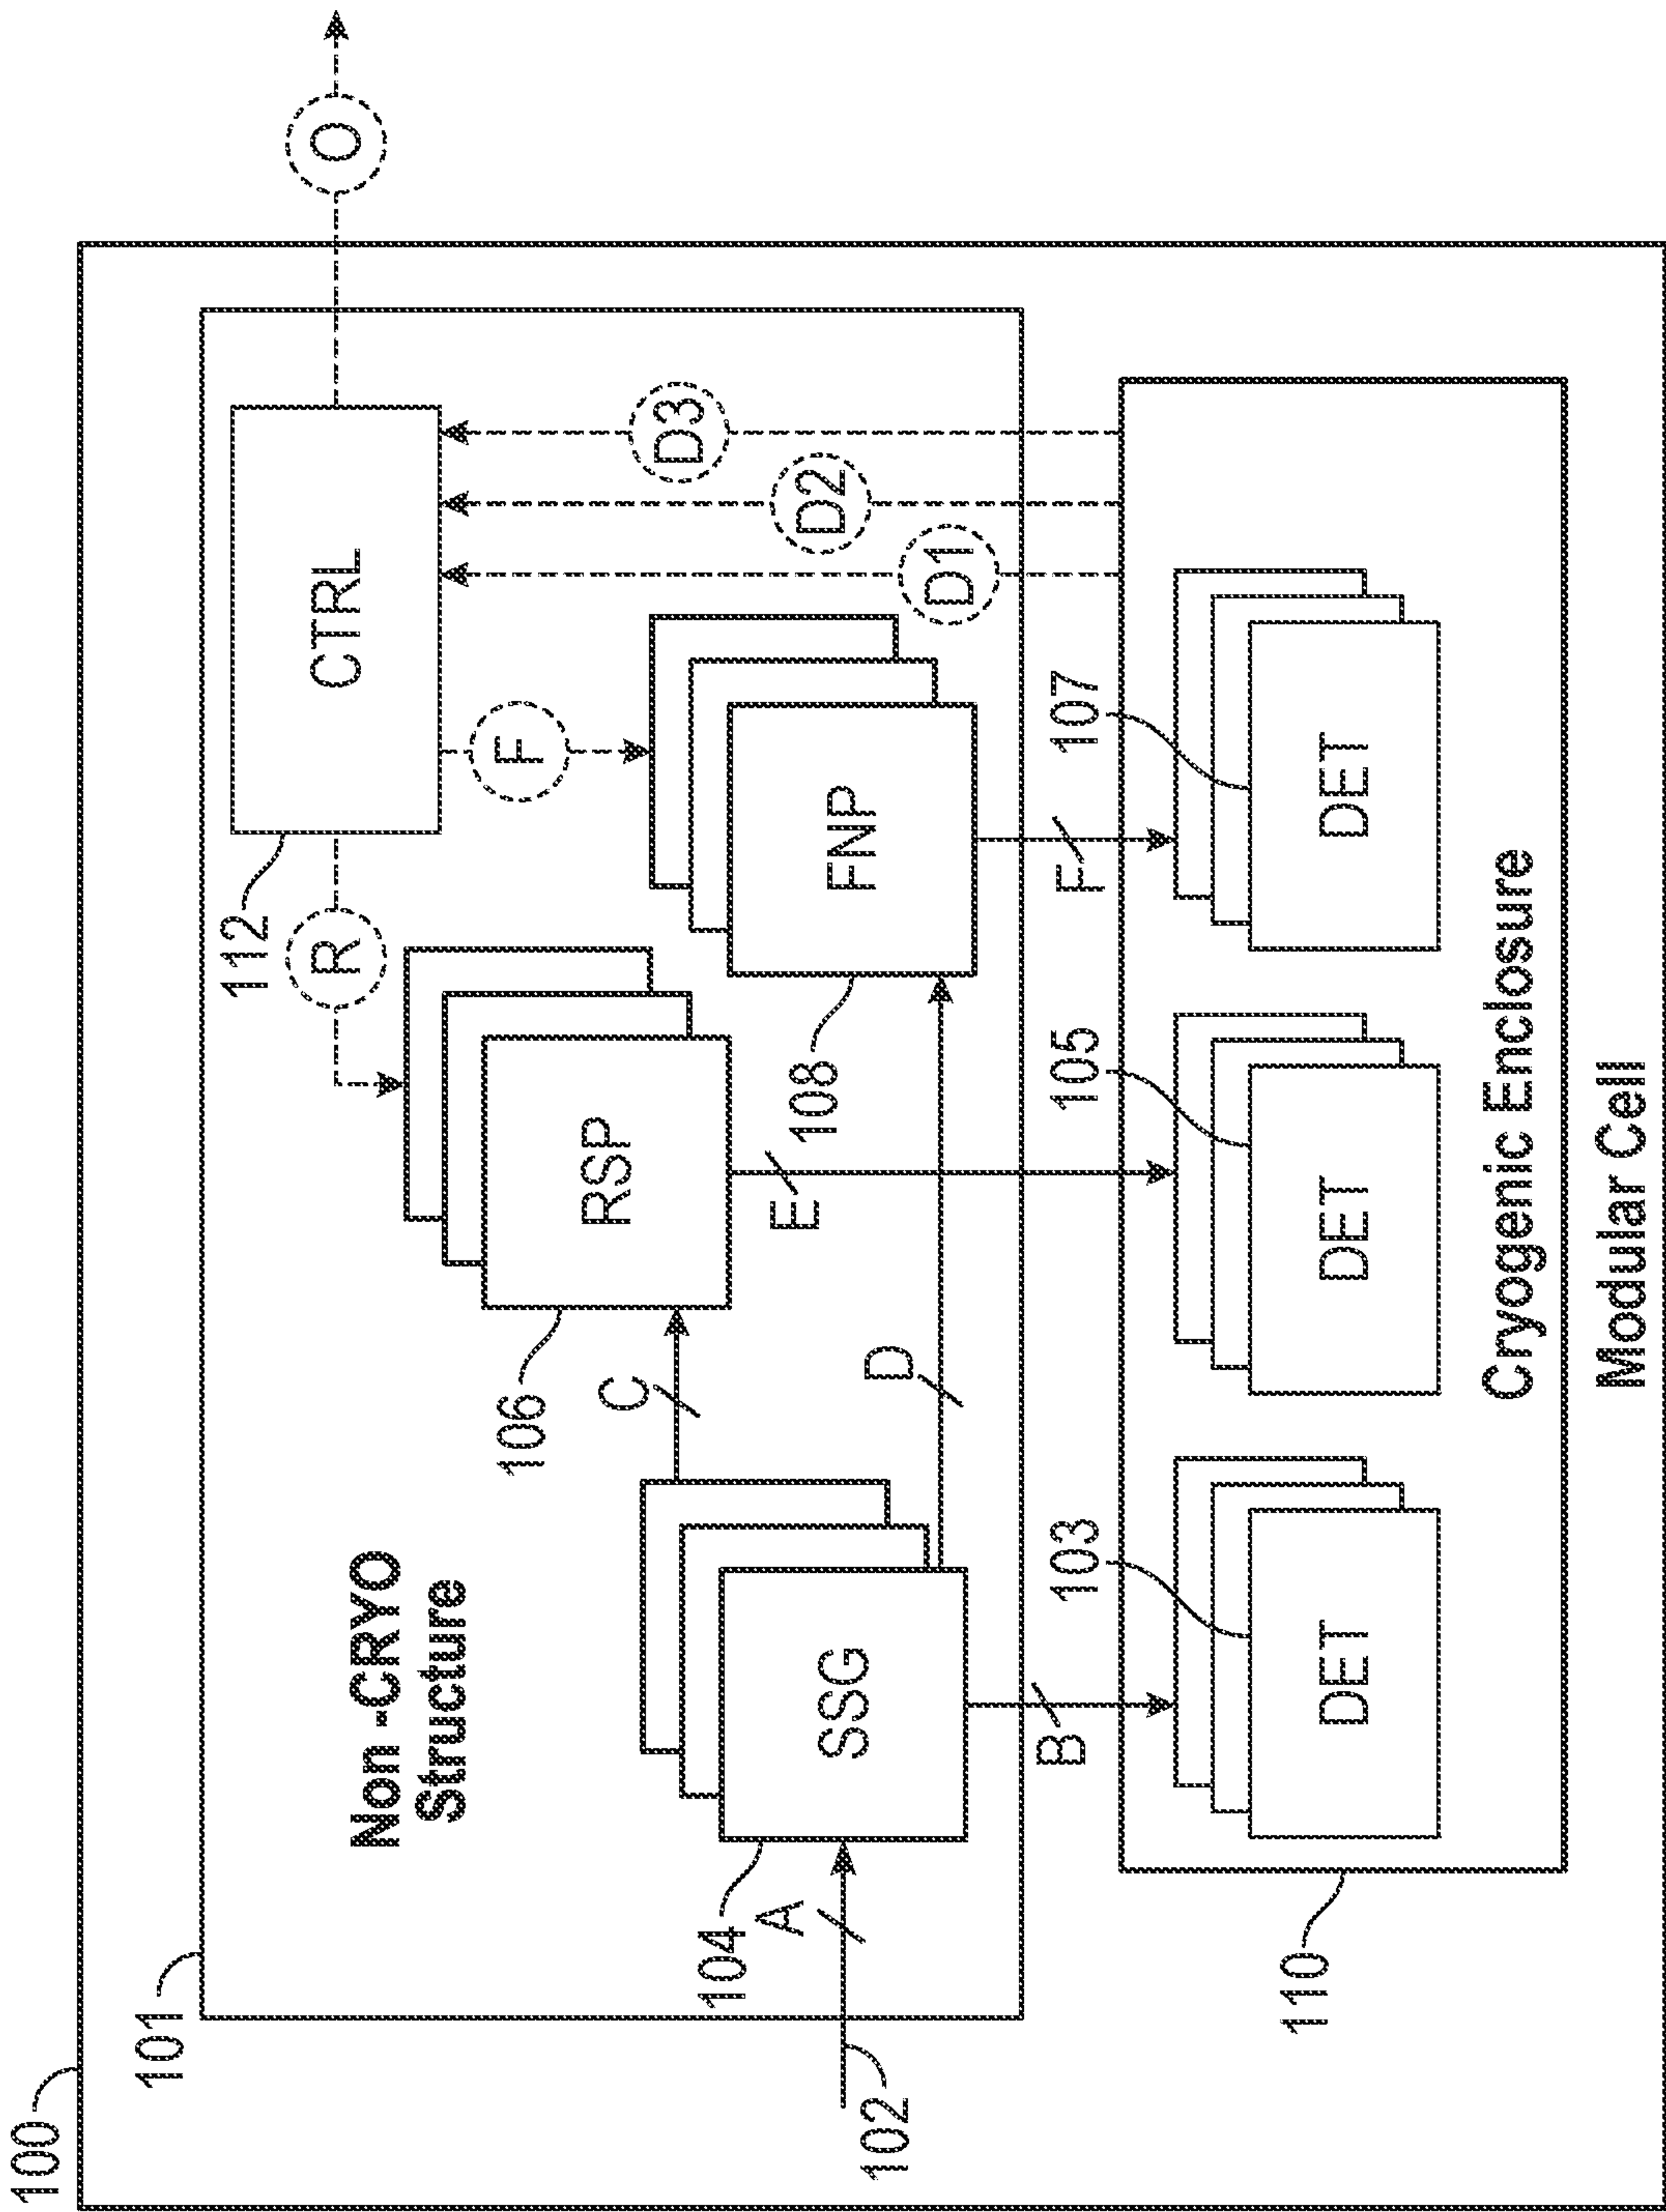 100
101
Non -CRYO
Structure
112
CTRL
R
O
F
D3
D2
D1
106
RSP
C
E
108
FNP
D
104
A
SSG
102
B
F
103
DET
105
DET
107
DET
110
Cryogenic Enclosure
Modular Cell